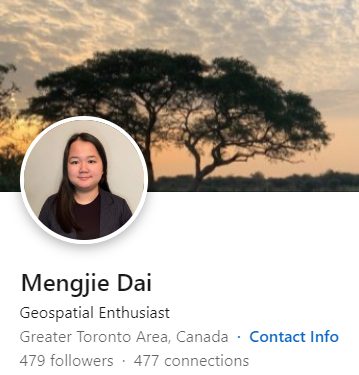 Mengjie Dai
Geospatial Enthusiast
Greater Toronto Area, Canada · Contact Info
479 followers · 477 connections